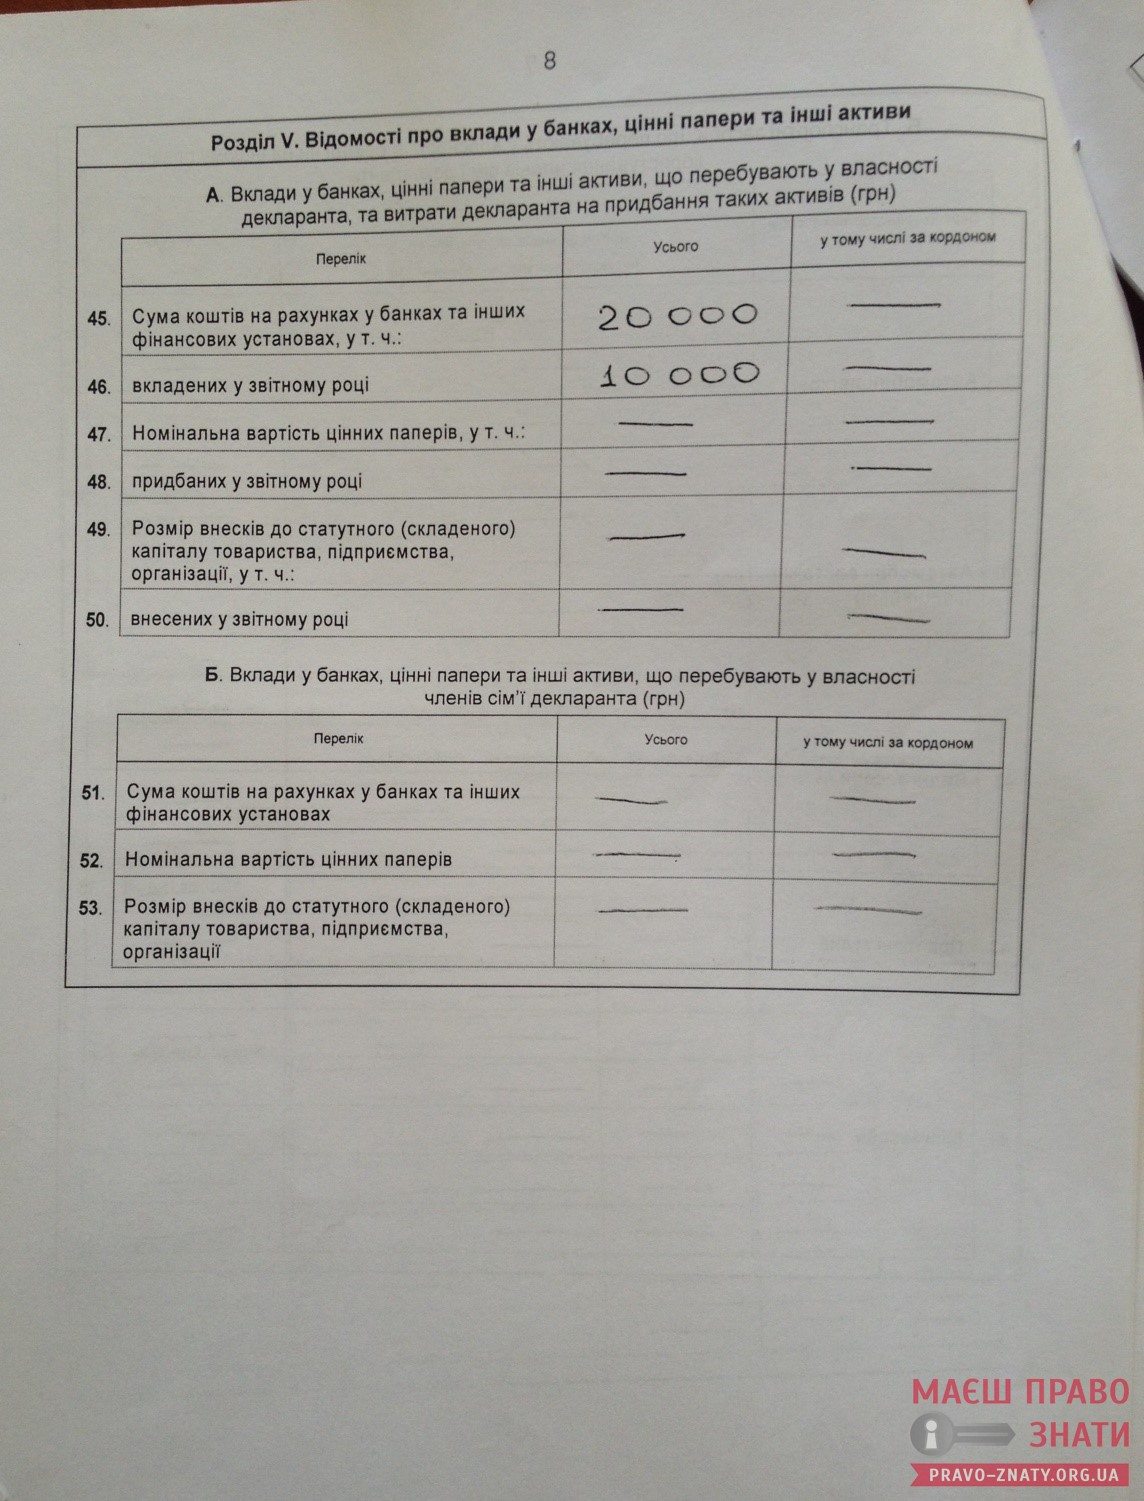 8
Розділ V. Відомості про вклади у банках, цінні папери та інші активи
А. Вклади у банках, цінні папери та інші активи, що перебувають у власності
декларанта, та витрати декларанта на придбання таких активів (грн)
Перелік Усього у тому числі за кордоном
45. Сума коштів на рахунках у банках та інших
фінансових установах, у т. ч.: 20 000 —
46. вкладених у звітному році 10 000 —
47. Номінальна вартість цінних паперів, у т. ч.: — —
48. придбаних у звітному році — —
49. Розмір внесків до статутного (складеного)
капіталу товариства, підприємства, — —
організації, у т. ч.:
50. внесених у звітному році — —
Б. Вклади у банках, цінні папери та інші активи, що перебувають у власності
членів сім'ї декларанта (грн)
Перелік Усього у тому числі за кордоном
51. Сума коштів на рахунках у банках та інших — —
фінансових установах
52. Номінальна вартість цінних паперів — —
53. Розмір внесків до статутного (складеного) — —
капіталу товариства, підприємства,
організації
МАЄШ ПРАВО
ЗНАТИ
PRAVO-ZNATY.ORG.UA